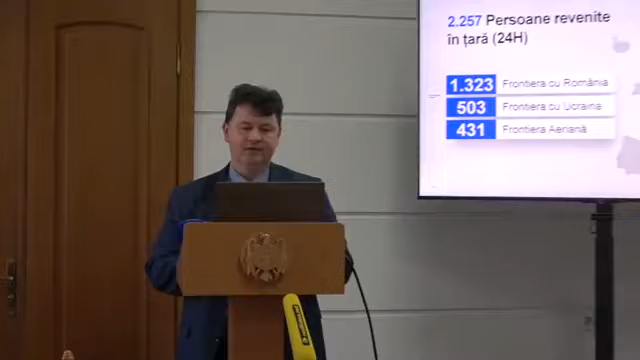 2.257 Persoane revenite
în țară (24H)
1.323 Frontiera cu România
503 Frontiera cu Ucraina
431 Frontiera Aeriană